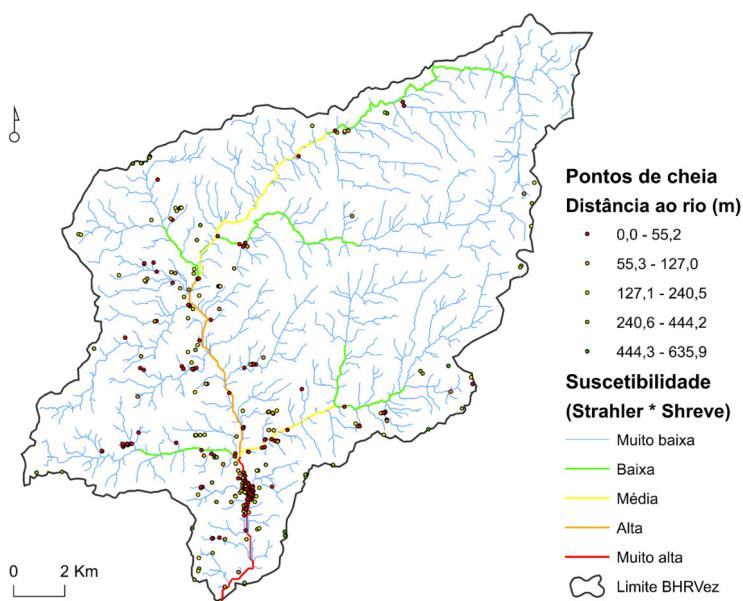 Pontos de cheia
Distância ao rio (m)
0,0 - 55,2
55,3 - 127,0
127,1 - 240,5
240,6 - 444,2
444,3 - 635,9
Suscetibilidade
(Strahler * Shreve)
Muito baixa
Baixa
Média
Alta
Muito alta
Limite BHRVez
0 2 Km